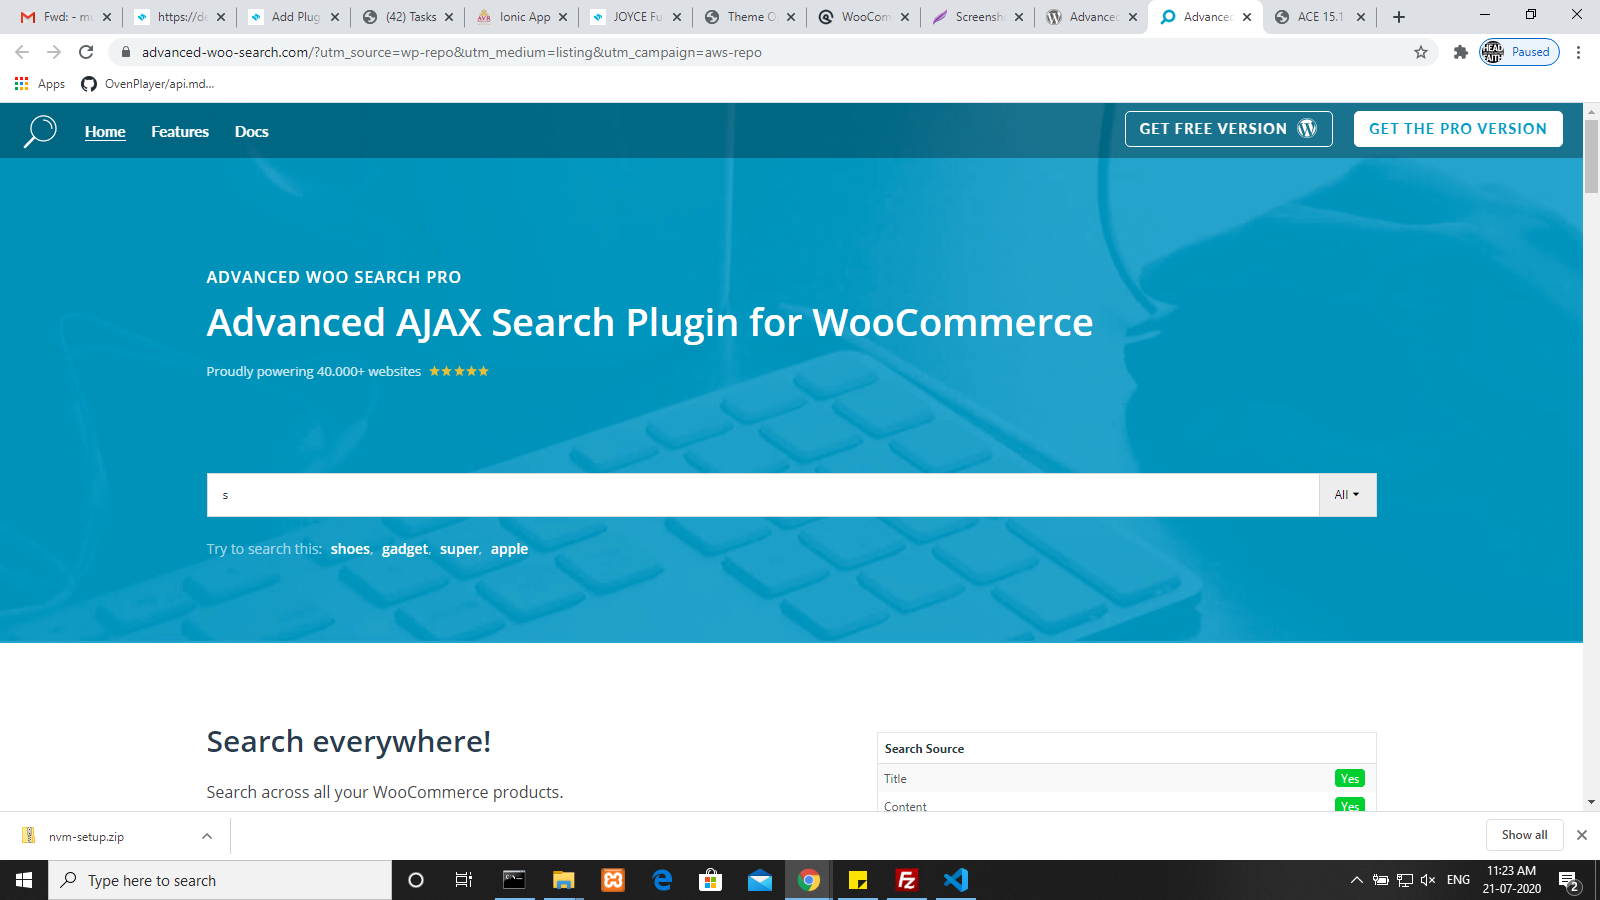 Fwd: - mu
https://de
Add Plug
(42) Tasks
Ionic App
JOYCE Fu
Theme O
WooCom
Screensh
Advanced
Advanced
ACE 15.1
advanced-woo-search.com/?utm_source=wp-repo&utm_medium=listing&utm_campaign=aws-repo
HEAD
FAITH
Paused
Apps
OvenPlayer/api.md...
Home
Features
Docs
GET FREE VERSION
GET THE PRO VERSION
ADVANCED WOO SEARCH PRO
Advanced AJAX Search Plugin for WooCommerce
Proudly powering 40.000+ websites ★★★★★
s
All
Try to search this: shoes, gadget, super, apple
Search everywhere!
Search across all your WooCommerce products.
Search Source
Title Yes
Content Yes
nvm-setup.zip
Show all
Type here to search
ENG
11:23 AM
21-07-2020
2